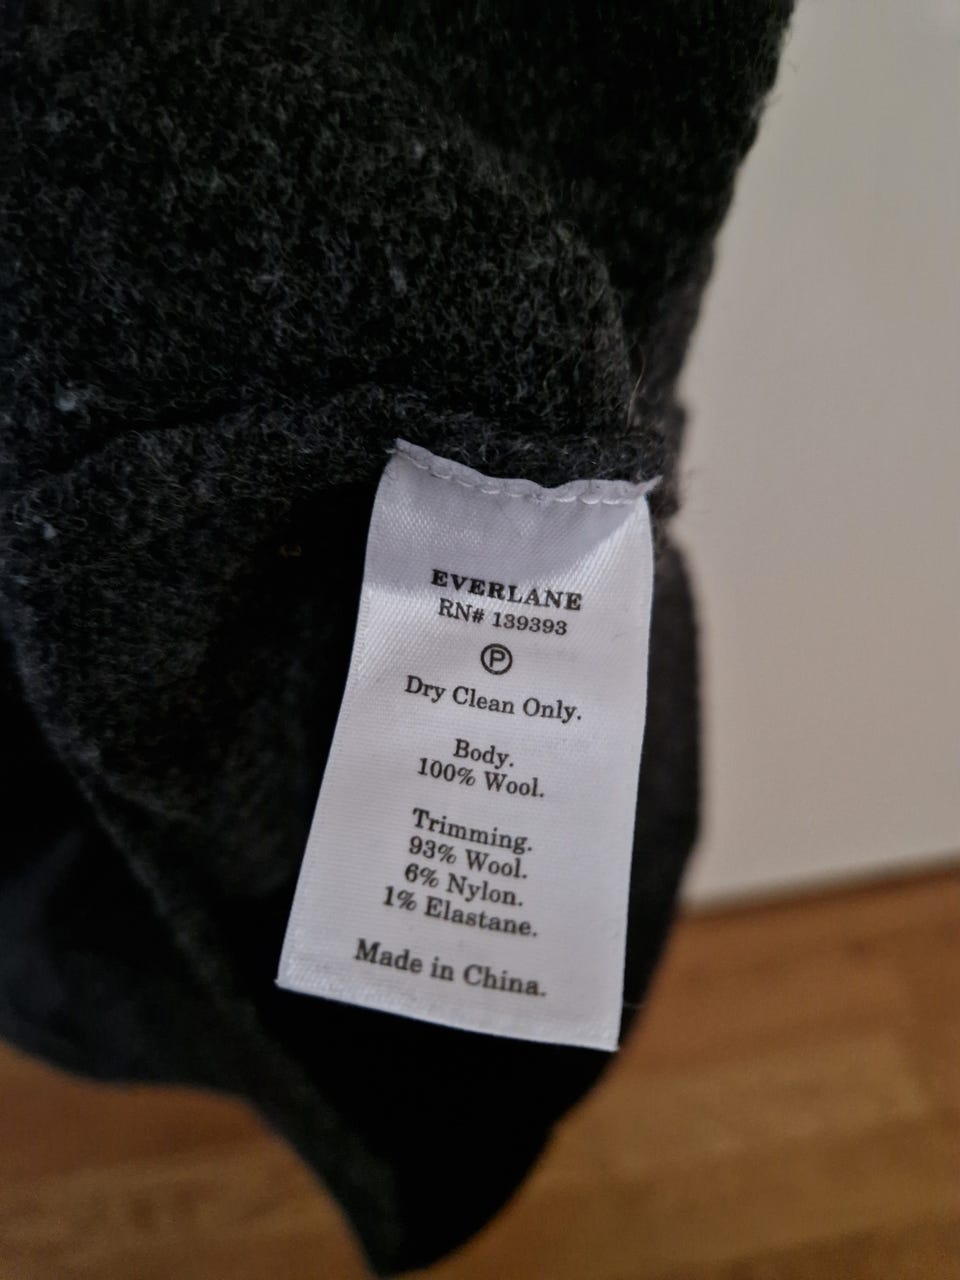 EVERLANE
RN# 139393
P
Dry Clean Only.
Body.
100% Wool.
Trimming.
93% Wool.
6% Nylon.
1% Elastane.
Made in China.